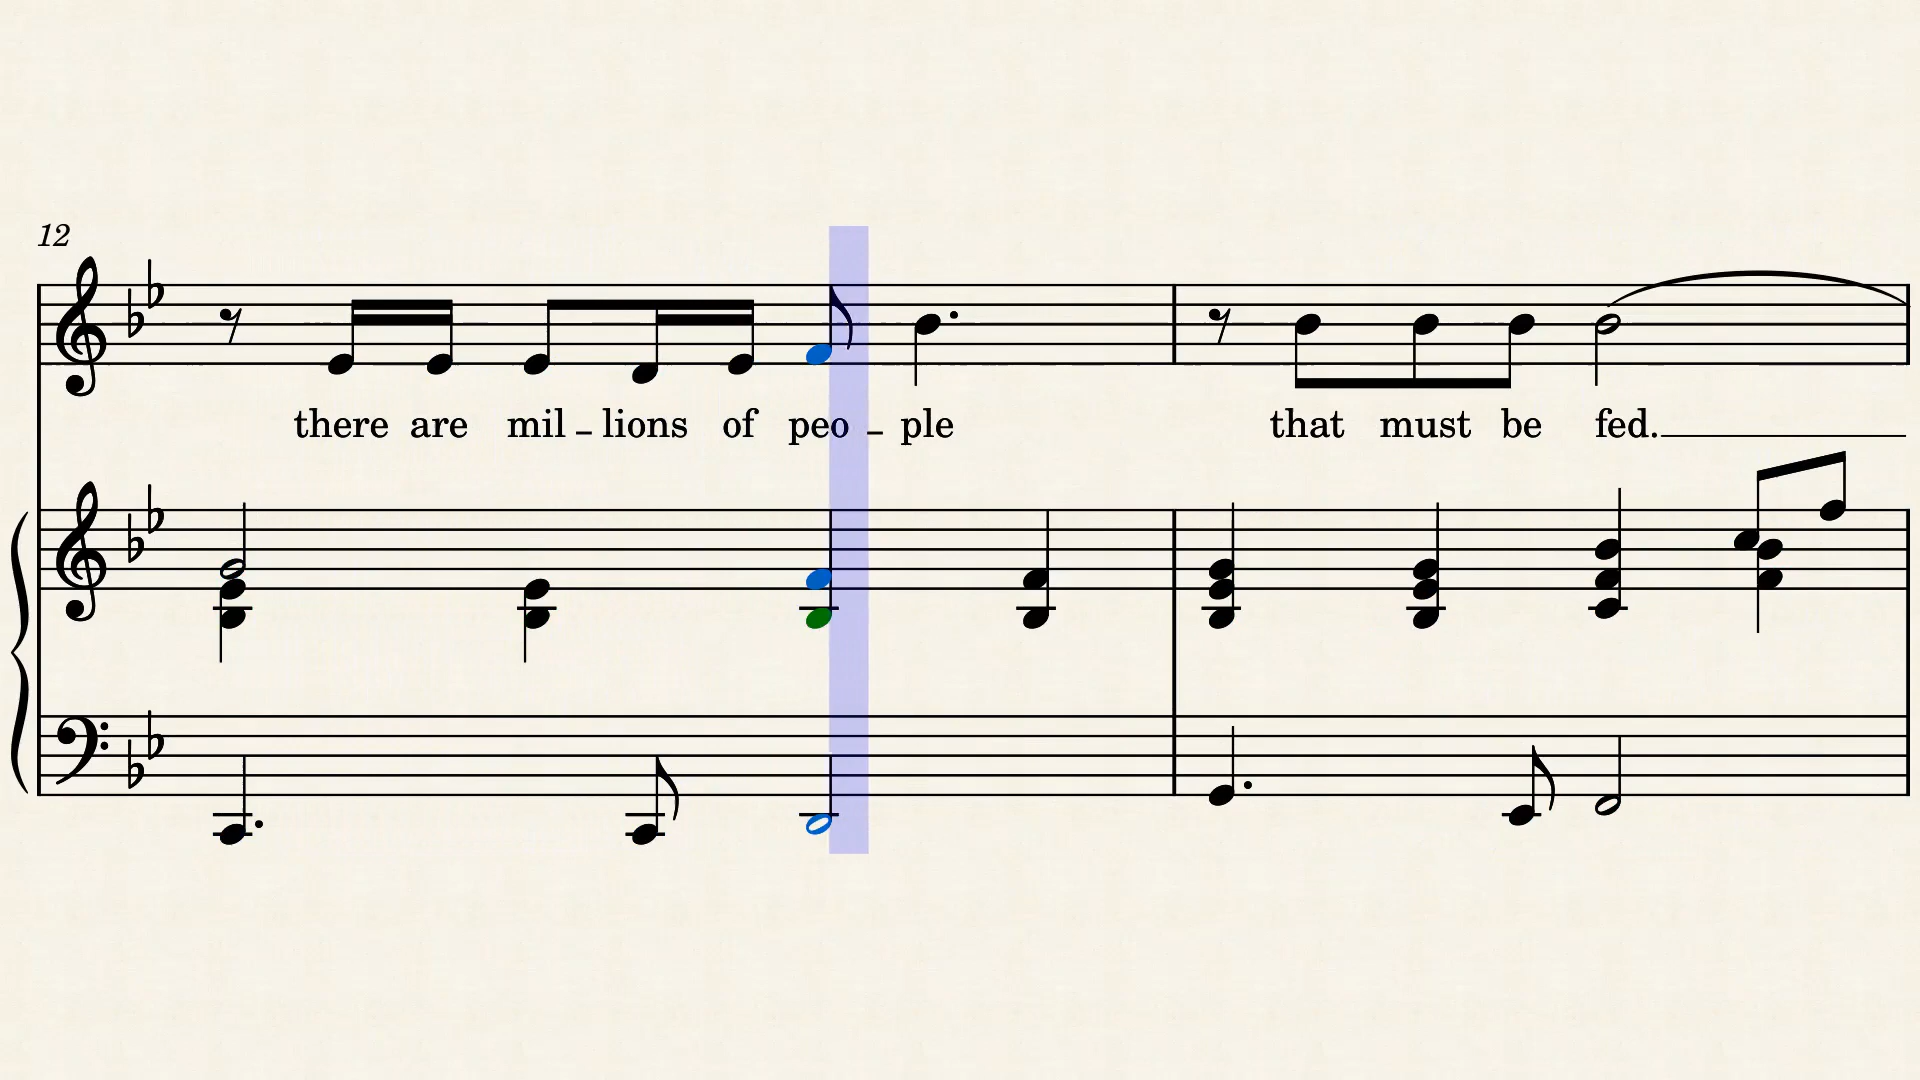 12
there are mil - lions of peo - ple that must be fed.